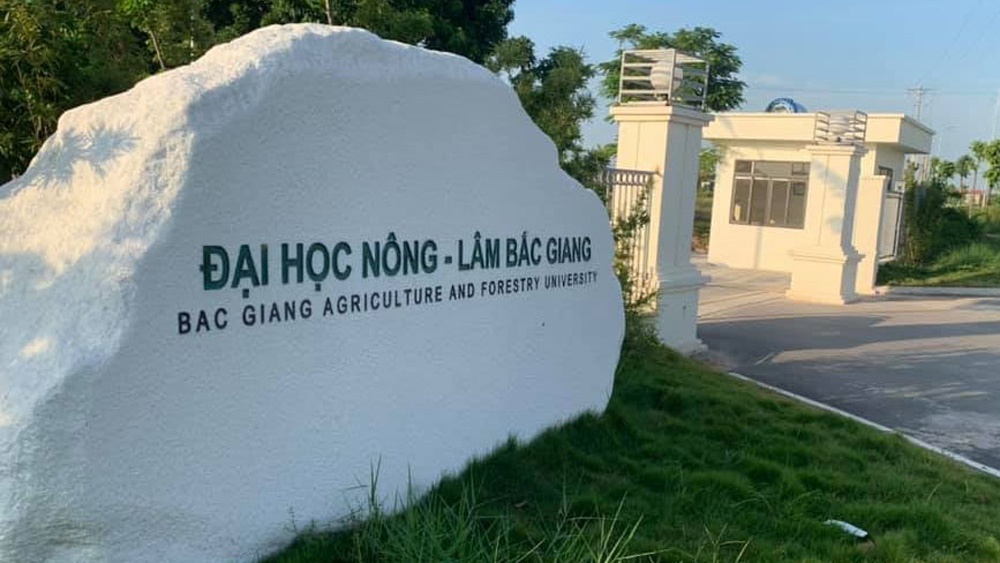 ĐẠI HỌC NÔNG - LÂM BẮC GIANG
BAC GIANG AGRICULTURE AND FORESTRY UNIVERSITY